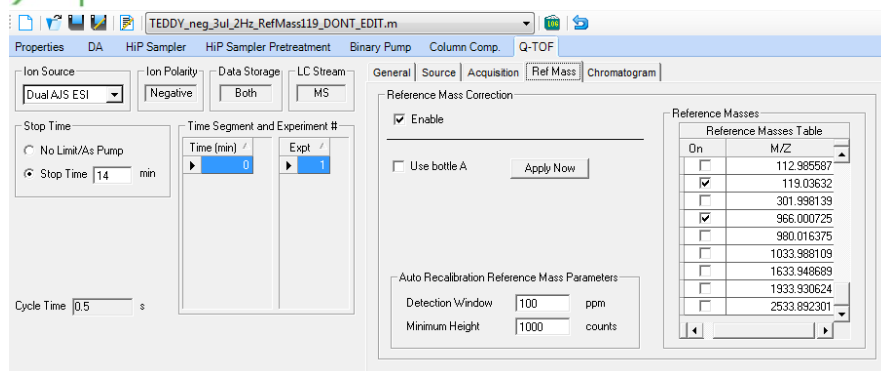 TEDDY_neg_3ul_2Hz_RefMass119_DONT_EDIT.m
Properties DA HiP Sampler HiP Sampler Pretreatment Binary Pump Column Comp. Q-TOF
Ion Source
Dual AJS ESI
Ion Polarity
Negative
Data Storage
Both
LC Stream
MS
Stop Time
No Limit/As Pump
Stop Time 14 min
Time Segment and Experiment #
Time (min) Expt
0 1
Cycle Time 0.5 s
General Source Acquisition Ref Mass Chromatogram
Reference Mass Correction
Enable
Use bottle A Apply Now
Auto Recalibration Reference Mass Parameters
Detection Window 100 ppm
Minimum Height 1000 counts
Reference Masses
Reference Masses Table
On M/Z
112.985587
119.03632
301.998139
966.000725
980.016375
1033.988109
1633.948689
1933.930624
2533.892301